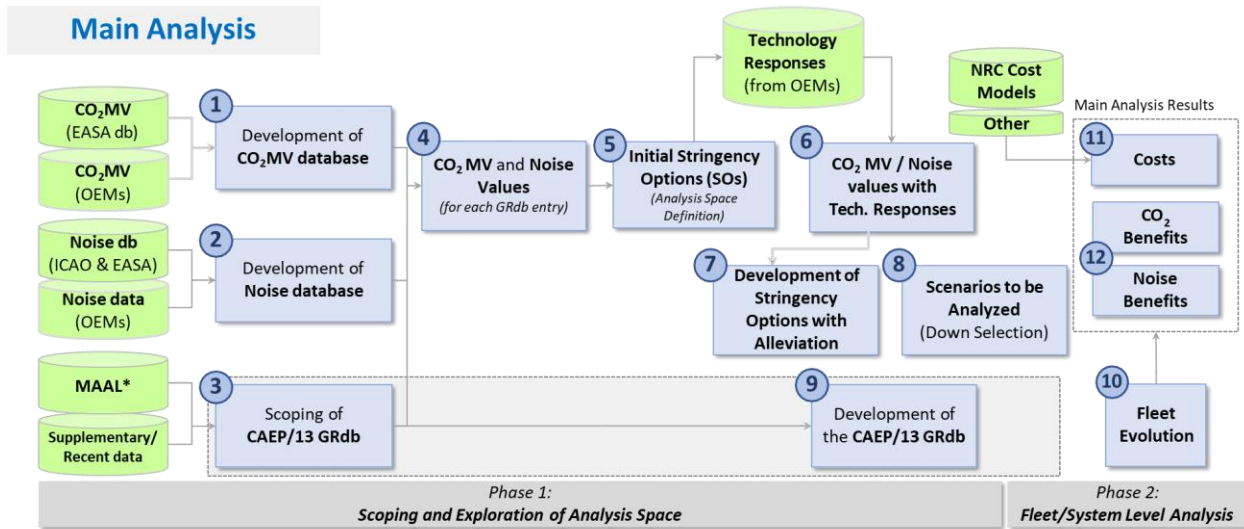 Main Analysis
CO₂MV
(EASA db)
CO₂MV
(OEMs)
1
Development of
CO₂MV database
Noise db
(ICAO & EASA)
Noise data
(OEMs)
2
Development of
Noise database
MAAL*
Supplementary/
Recent data
3
Scoping of
CAEP/13 GRdb
4
CO₂ MV and Noise
Values
(for each GRdb entry)
5
Initial Stringency
Options (SOs)
(Analysis Space
Definition)
Technology
Responses
(from OEMs)
6
CO₂ MV / Noise
values with
Tech. Responses
7
Development of
Stringency
Options with
Alleviation
8
Scenarios to be
Analyzed
(Down Selection)
9
Development of
the CAEP/13 GRdb
NRC Cost
Models
Other
Main Analysis Results
11
Costs
CO₂
Benefits
12
Noise
Benefits
10
Fleet
Evolution
Phase 1:
Scoping and Exploration of Analysis Space
Phase 2:
Fleet/System Level Analysis